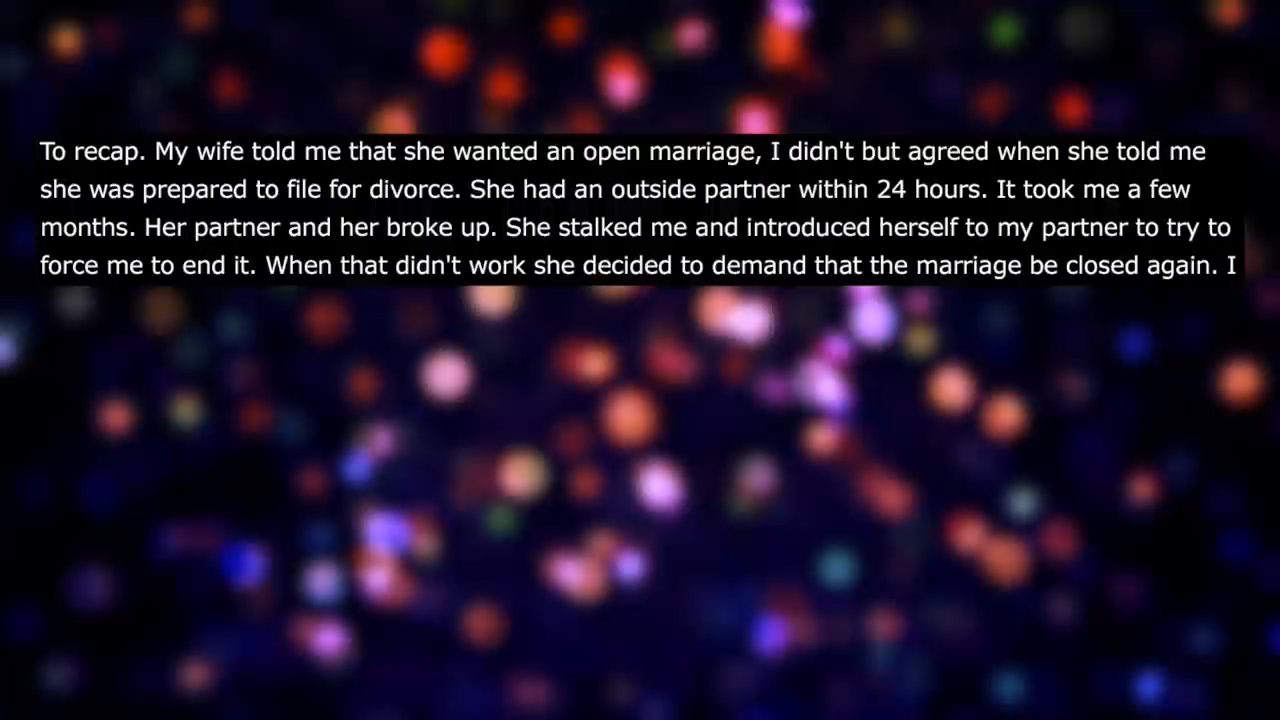 To recap. My wife told me that she wanted an open marriage, I didn't but agreed when she told me
she was prepared to file for divorce. She had an outside partner within 24 hours. It took me a few
months. Her partner and her broke up. She stalked me and introduced herself to my partner to try to
force me to end it. When that didn't work she decided to demand that the marriage be closed again. I